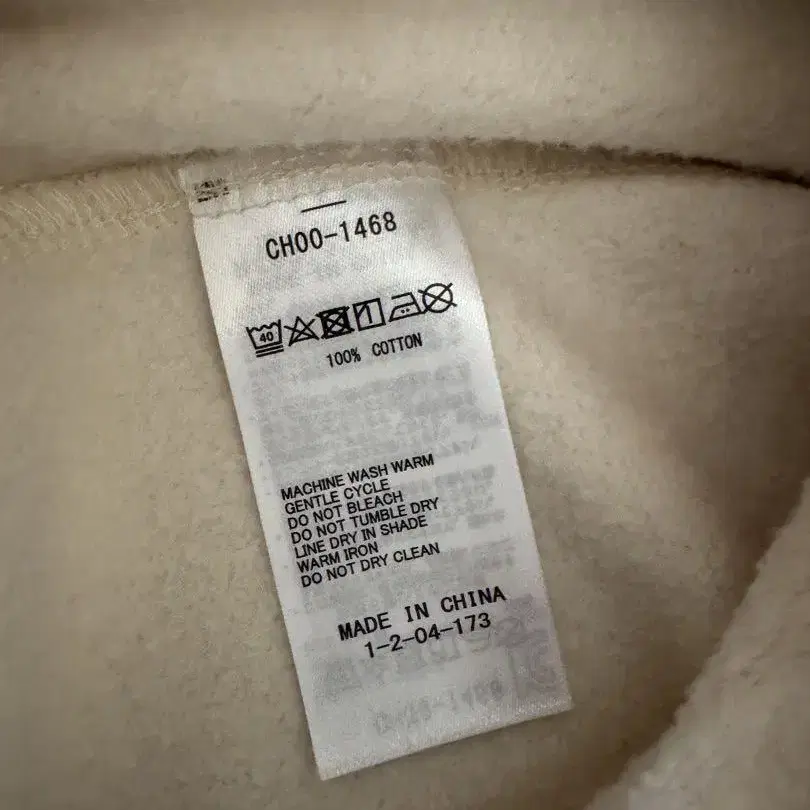 CH00-1468
40
100% COTTON
MACHINE WASH WARM
GENTLE CYCLE
DO NOT BLEACH
DO NOT TUMBLE DRY
LINE DRY IN SHADE
WARM IRON
DO NOT DRY CLEAN
MADE IN CHINA
1-2-04-173